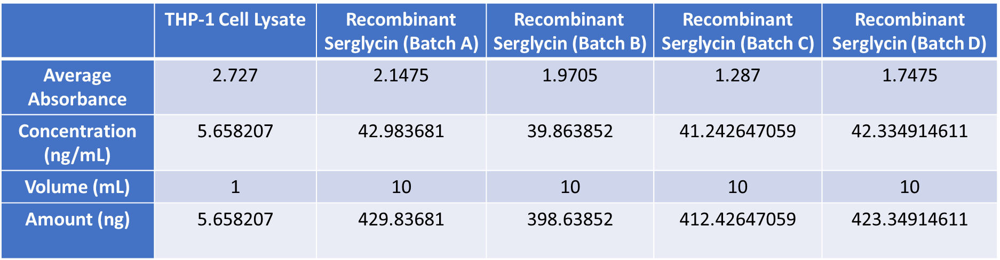 THP-1 Cell Lysate
Recombinant
Serglycin (Batch A)
Recombinant
Serglycin (Batch B)
Recombinant
Serglycin (Batch C)
Recombinant
Serglycin (Batch D)
Average
Absorbance
2.727
2.1475
1.9705
1.287
1.7475
Concentration
(ng/mL)
5.658207
42.983681
39.863852
41.242647059
42.334914611
Volume (mL)
1
10
10
10
10
Amount (ng)
5.658207
429.83681
398.63852
412.42647059
423.34914611